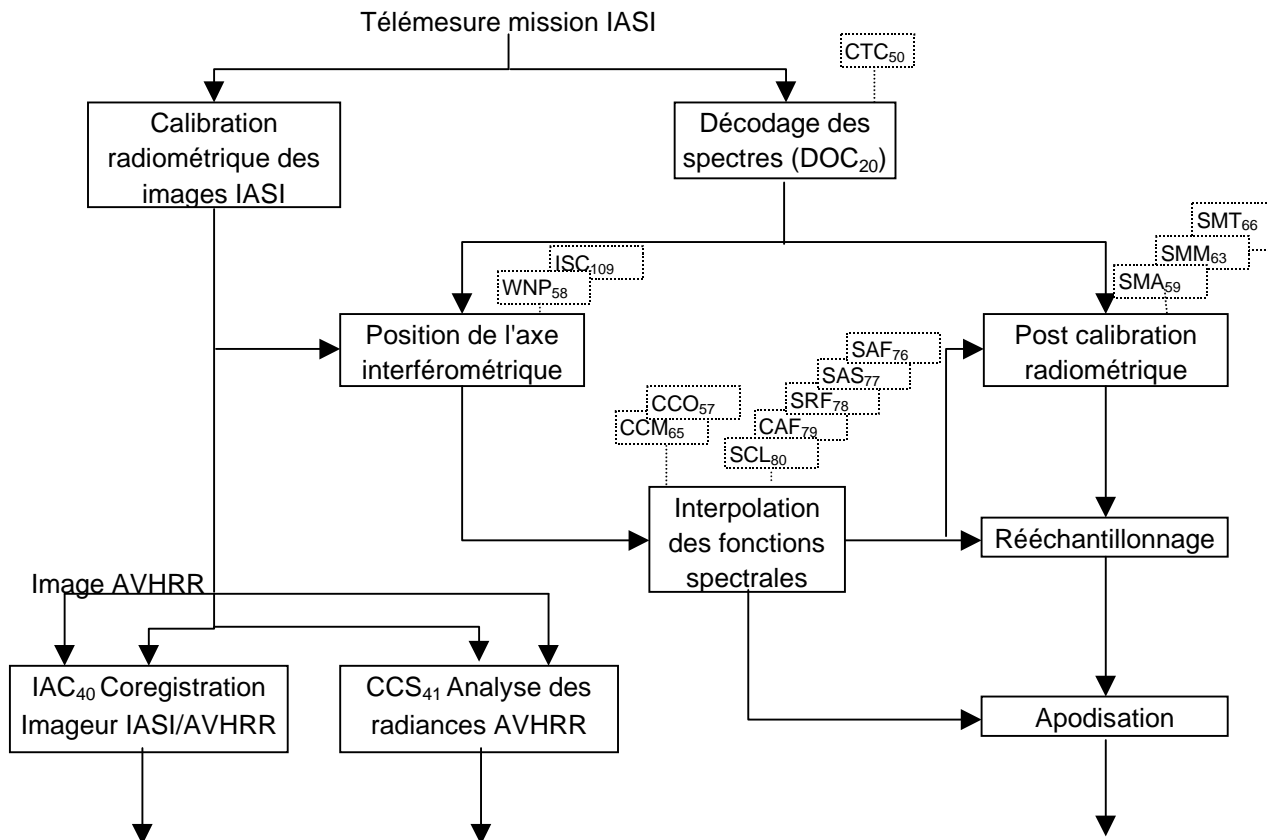 Télémesure mission IASI
CTC50
Calibration
radiométrique des
images IASI
Décodage des
spectres (DOC20)
SMT66
SMM63
SMA59
ISC109
WNP58
Position de l'axe
interférométrique
Post calibration
radiométrique
SAF76
SAS77
SRF78
CAF79
SCL80
CCO57
CCM65
Interpolation
des fonctions
spectrales
Rééchantillonnage
Image AVHRR
IAC40 Coregistration
Imageur IASI/AVHRR
CCS41 Analyse des
radiances AVHRR
Apodisation